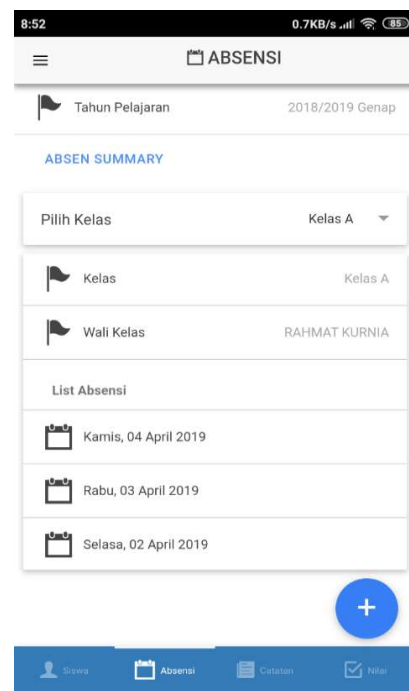 8:52 0.7KB/s 85
ABSENSI
Tahun Pelajaran 2018/2019 Genap
ABSEN SUMMARY
Pilih Kelas Kelas A
Kelas Kelas A
Wali Kelas RAHMAT KURNIA
List Absensi
Kamis, 04 April 2019
Rabu, 03 April 2019
Selasa, 02 April 2019
+
Siswa Absensi Catatan Nilai